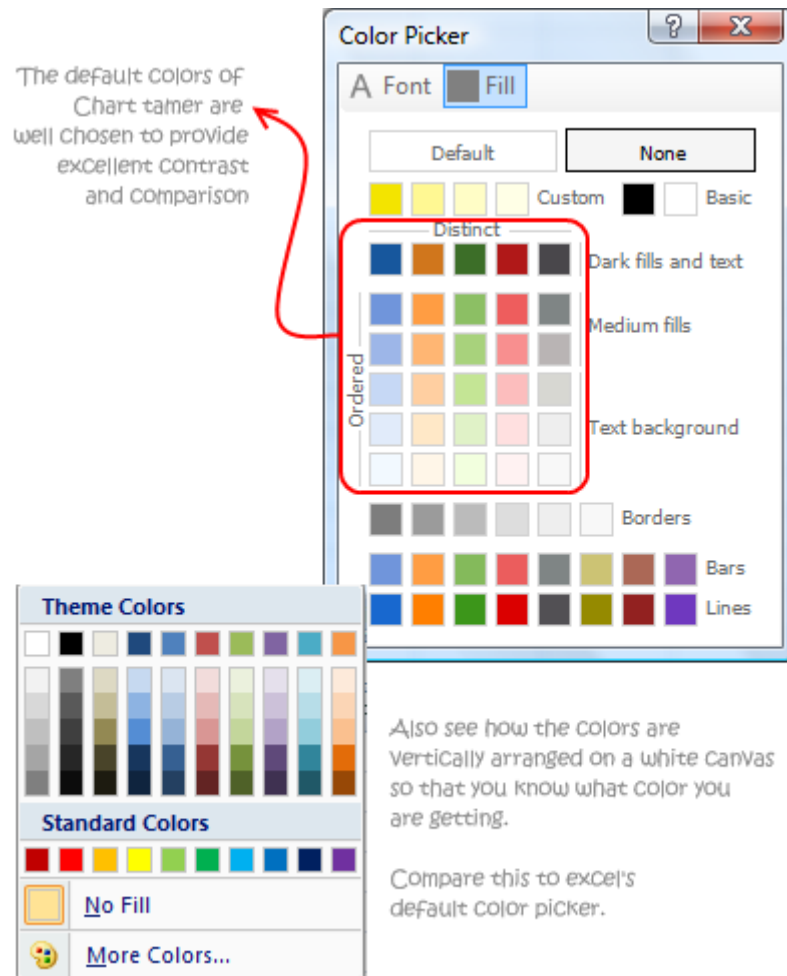 Color Picker
?
X
The default colors of
Chart tamer are
well chosen to provide
excellent contrast
and comparison
A Font Fill
Default None
Custom Basic
Distinct
Dark fills and text
Medium fills
Ordered
Text background
Borders
Bars
Lines
Theme Colors
Standard Colors
No Fill
More Colors...
Also see how the colors are
vertically arranged on a white canvas
so that you know what color you
are getting.
Compare this to excel's
default color picker.